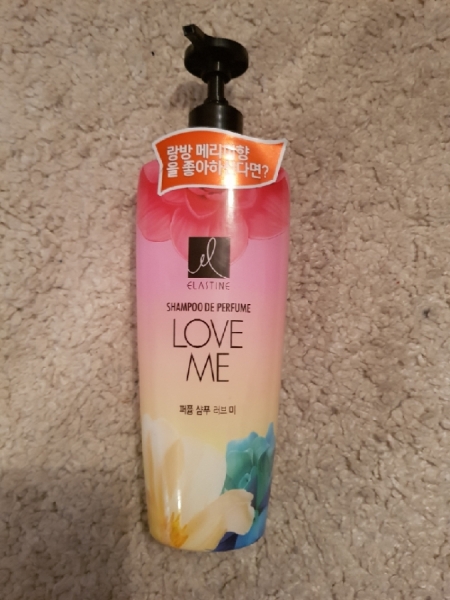 랑방 메리미향
을 좋아하신다면?
el
ELASTINE
SHAMPOO DE PERFUME
LOVE
ME
퍼퓸 샴푸 러브 미